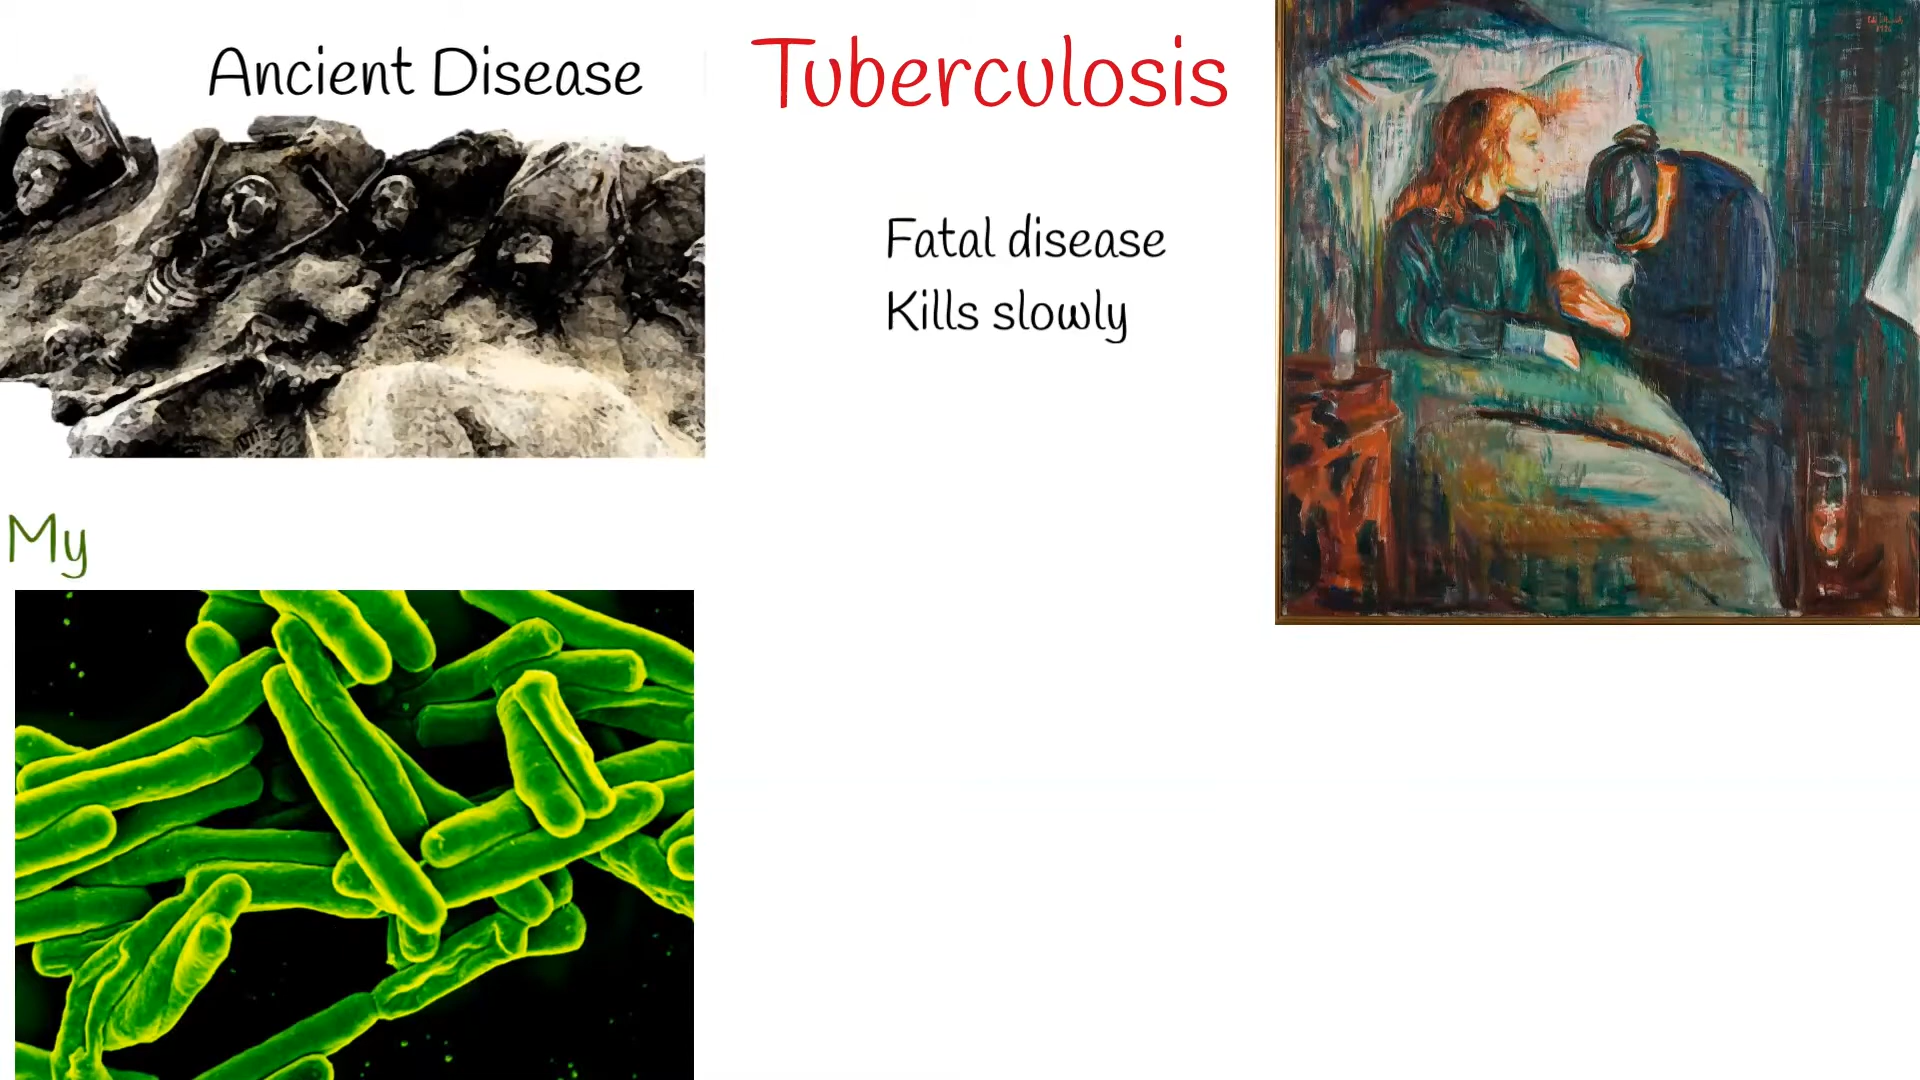 Ancient Disease
Tuberculosis
Fatal disease
Kills slowly
My